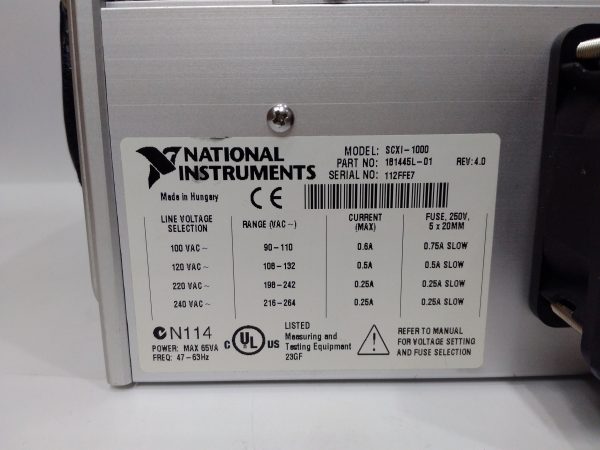 NATIONAL
INSTRUMENTS
MODEL: SCXI-1000
PART NO: 181445L-01 REV: 4.0
SERIAL NO: 112FFE7
Made in Hungary CE
LINE VOLTAGE SELECTION RANGE (VAC~) CURRENT (MAX) FUSE, 250V, 5 x 20MM
100 VAC~ 90-110 0.6A 0.75A SLOW
120 VAC~ 108-132 0.5A 0.5A SLOW
220 VAC~ 198-242 0.25A 0.25A SLOW
240 VAC~ 216-264 0.25A 0.25A SLOW
N114
POWER: MAX 65VA
FREQ: 47-63Hz
C UL US
LISTED
Measuring and
Testing Equipment
23GF
REFER TO MANUAL
FOR VOLTAGE SETTING
AND FUSE SELECTION